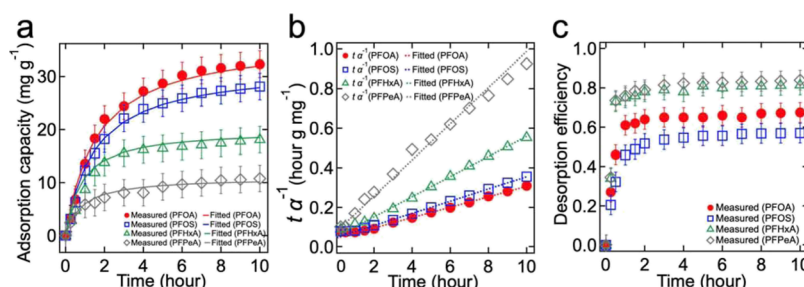 a
Adsorption capacity (mg g⁻¹)
30
20
10
0
Measured (PFOA) Fitted (PFOA)
Measured (PFOS) Fitted (PFOS)
Measured (PFHxA) Fitted (PFHxA)
Measured (PFPeA) Fitted (PFPeA)
0 2 4 6 8 10
Time (hour)
b
t α⁻¹ (hour g mg⁻¹)
1.0
0.8
0.6
0.4
0.2
0.0
t α⁻¹ (PFOA) Fitted (PFOA)
t α⁻¹ (PFOS) Fitted (PFOS)
t α⁻¹ (PFHxA) Fitted (PFHxA)
t α⁻¹ (PFPeA) Fitted (PFPeA)
0 2 4 6 8 10
Time (hour)
c
Desorption efficiency
1.0
0.8
0.6
0.4
0.2
0.0
Measured (PFOA)
Measured (PFOS)
Measured (PFHxA)
Measured (PFPeA)
0 2 4 6 8 10
Time (hour)